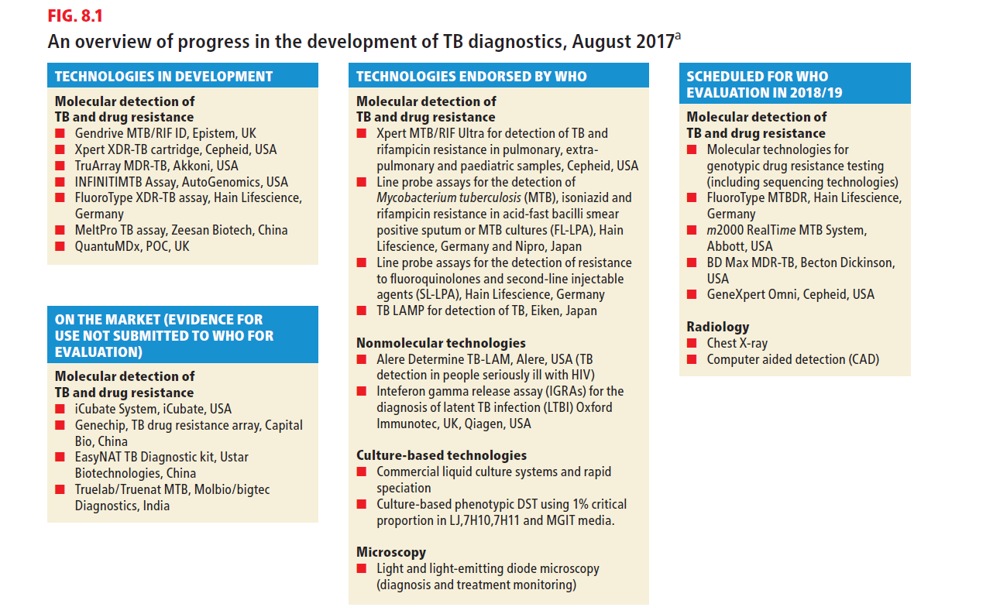 FIG. 8.1
An overview of progress in the development of TB diagnostics, August 2017a
TECHNOLOGIES IN DEVELOPMENT
Molecular detection of
TB and drug resistance
Gendrive MTB/RIF ID, Epistem, UK
Xpert XDR-TB cartridge, Cepheid, USA
TruArray MDR-TB, Akkoni, USA
INFINITIMTB Assay, AutoGenomics, USA
FluoroType XDR-TB assay, Hain Lifescience,
Germany
MeltPro TB assay, Zeesan Biotech, China
QuantuMDx, POC, UK
ON THE MARKET (EVIDENCE FOR
USE NOT SUBMITTED TO WHO FOR
EVALUATION)
Molecular detection of
TB and drug resistance
iCubate System, iCubate, USA
Genechip, TB drug resistance array, Capital
Bio, China
EasyNAT TB Diagnostic kit, Ustar
Biotechnologies, China
Truelab/Truenat MTB, Molbio/bigtec
Diagnostics, India
TECHNOLOGIES ENDORSED BY WHO
Molecular detection of
TB and drug resistance
Xpert MTB/RIF Ultra for detection of TB and
rifampicin resistance in pulmonary, extra-
pulmonary and paediatric samples, Cepheid, USA
Line probe assays for the detection of
Mycobacterium tuberculosis (MTB), isoniazid and
rifampicin resistance in acid-fast bacilli smear
positive sputum or MTB cultures (FL-LPA), Hain
Lifescience, Germany and Nipro, Japan
Line probe assays for the detection of resistance
to fluoroquinolones and second-line injectable
agents (SL-LPA), Hain Lifescience, Germany
TB LAMP for detection of TB, Eiken, Japan
Nonmolecular technologies
Alere Determine TB-LAM, Alere, USA (TB
detection in people seriously ill with HIV)
Inteferon gamma release assay (IGRAs) for the
diagnosis of latent TB infection (LTBI) Oxford
Immunotec, UK, Qiagen, USA
Culture-based technologies
Commercial liquid culture systems and rapid
speciation
Culture-based phenotypic DST using 1% critical
proportion in LJ,7H10,7H11 and MGIT media.
Microscopy
Light and light-emitting diode microscopy
(diagnosis and treatment monitoring)
SCHEDULED FOR WHO
EVALUATION IN 2018/19
Molecular detection of
TB and drug resistance
Molecular technologies for
genotypic drug resistance testing
(including sequencing technologies)
FluoroType MTBDR, Hain Lifescience,
Germany
m2000 RealTime MTB System,
Abbott, USA
BD Max MDR-TB, Becton Dickinson,
USA
GeneXpert Omni, Cepheid, USA
Radiology
Chest X-ray
Computer aided detection (CAD)